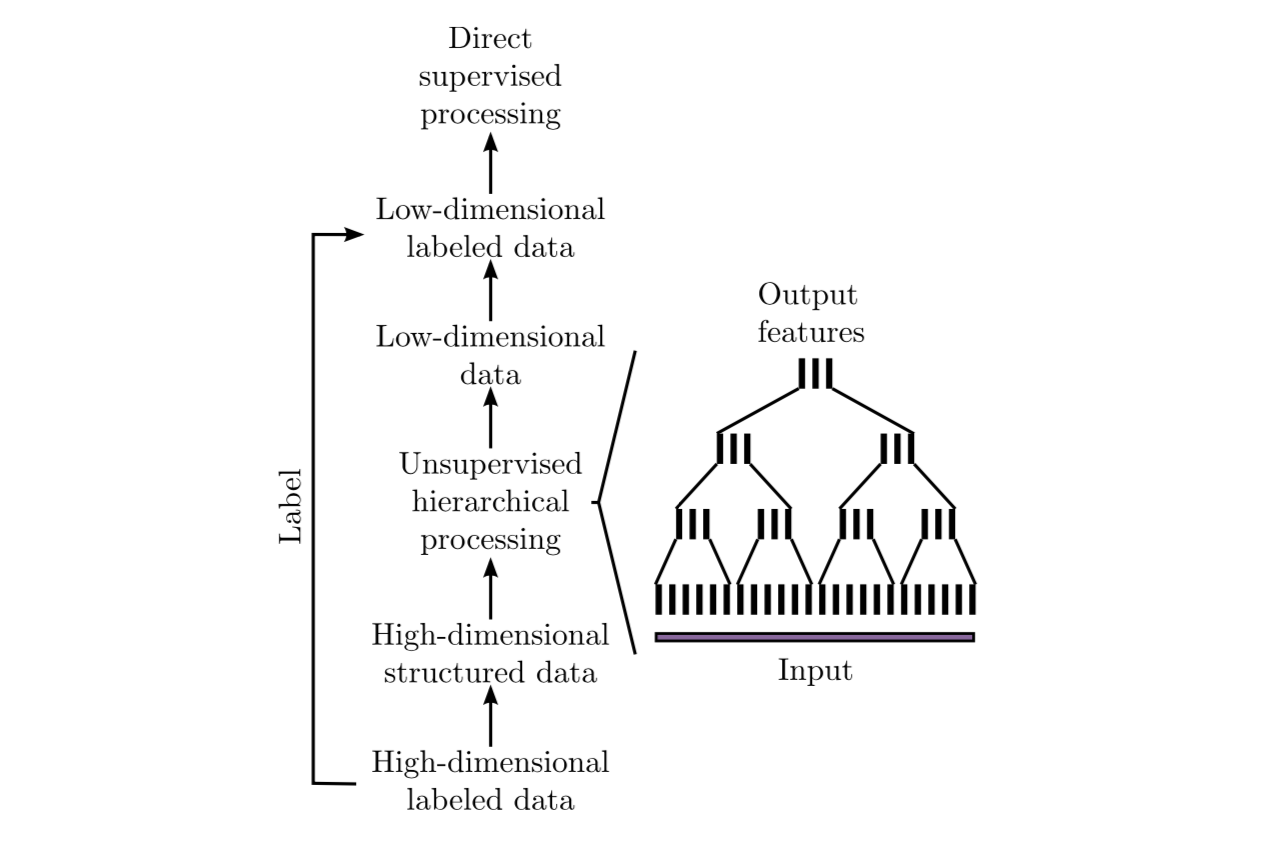 Direct
supervised
processing
Low-dimensional
labeled data
Low-dimensional
data
Unsupervised
hierarchical
processing
High-dimensional
structured data
High-dimensional
labeled data
Label
Output
features
Input